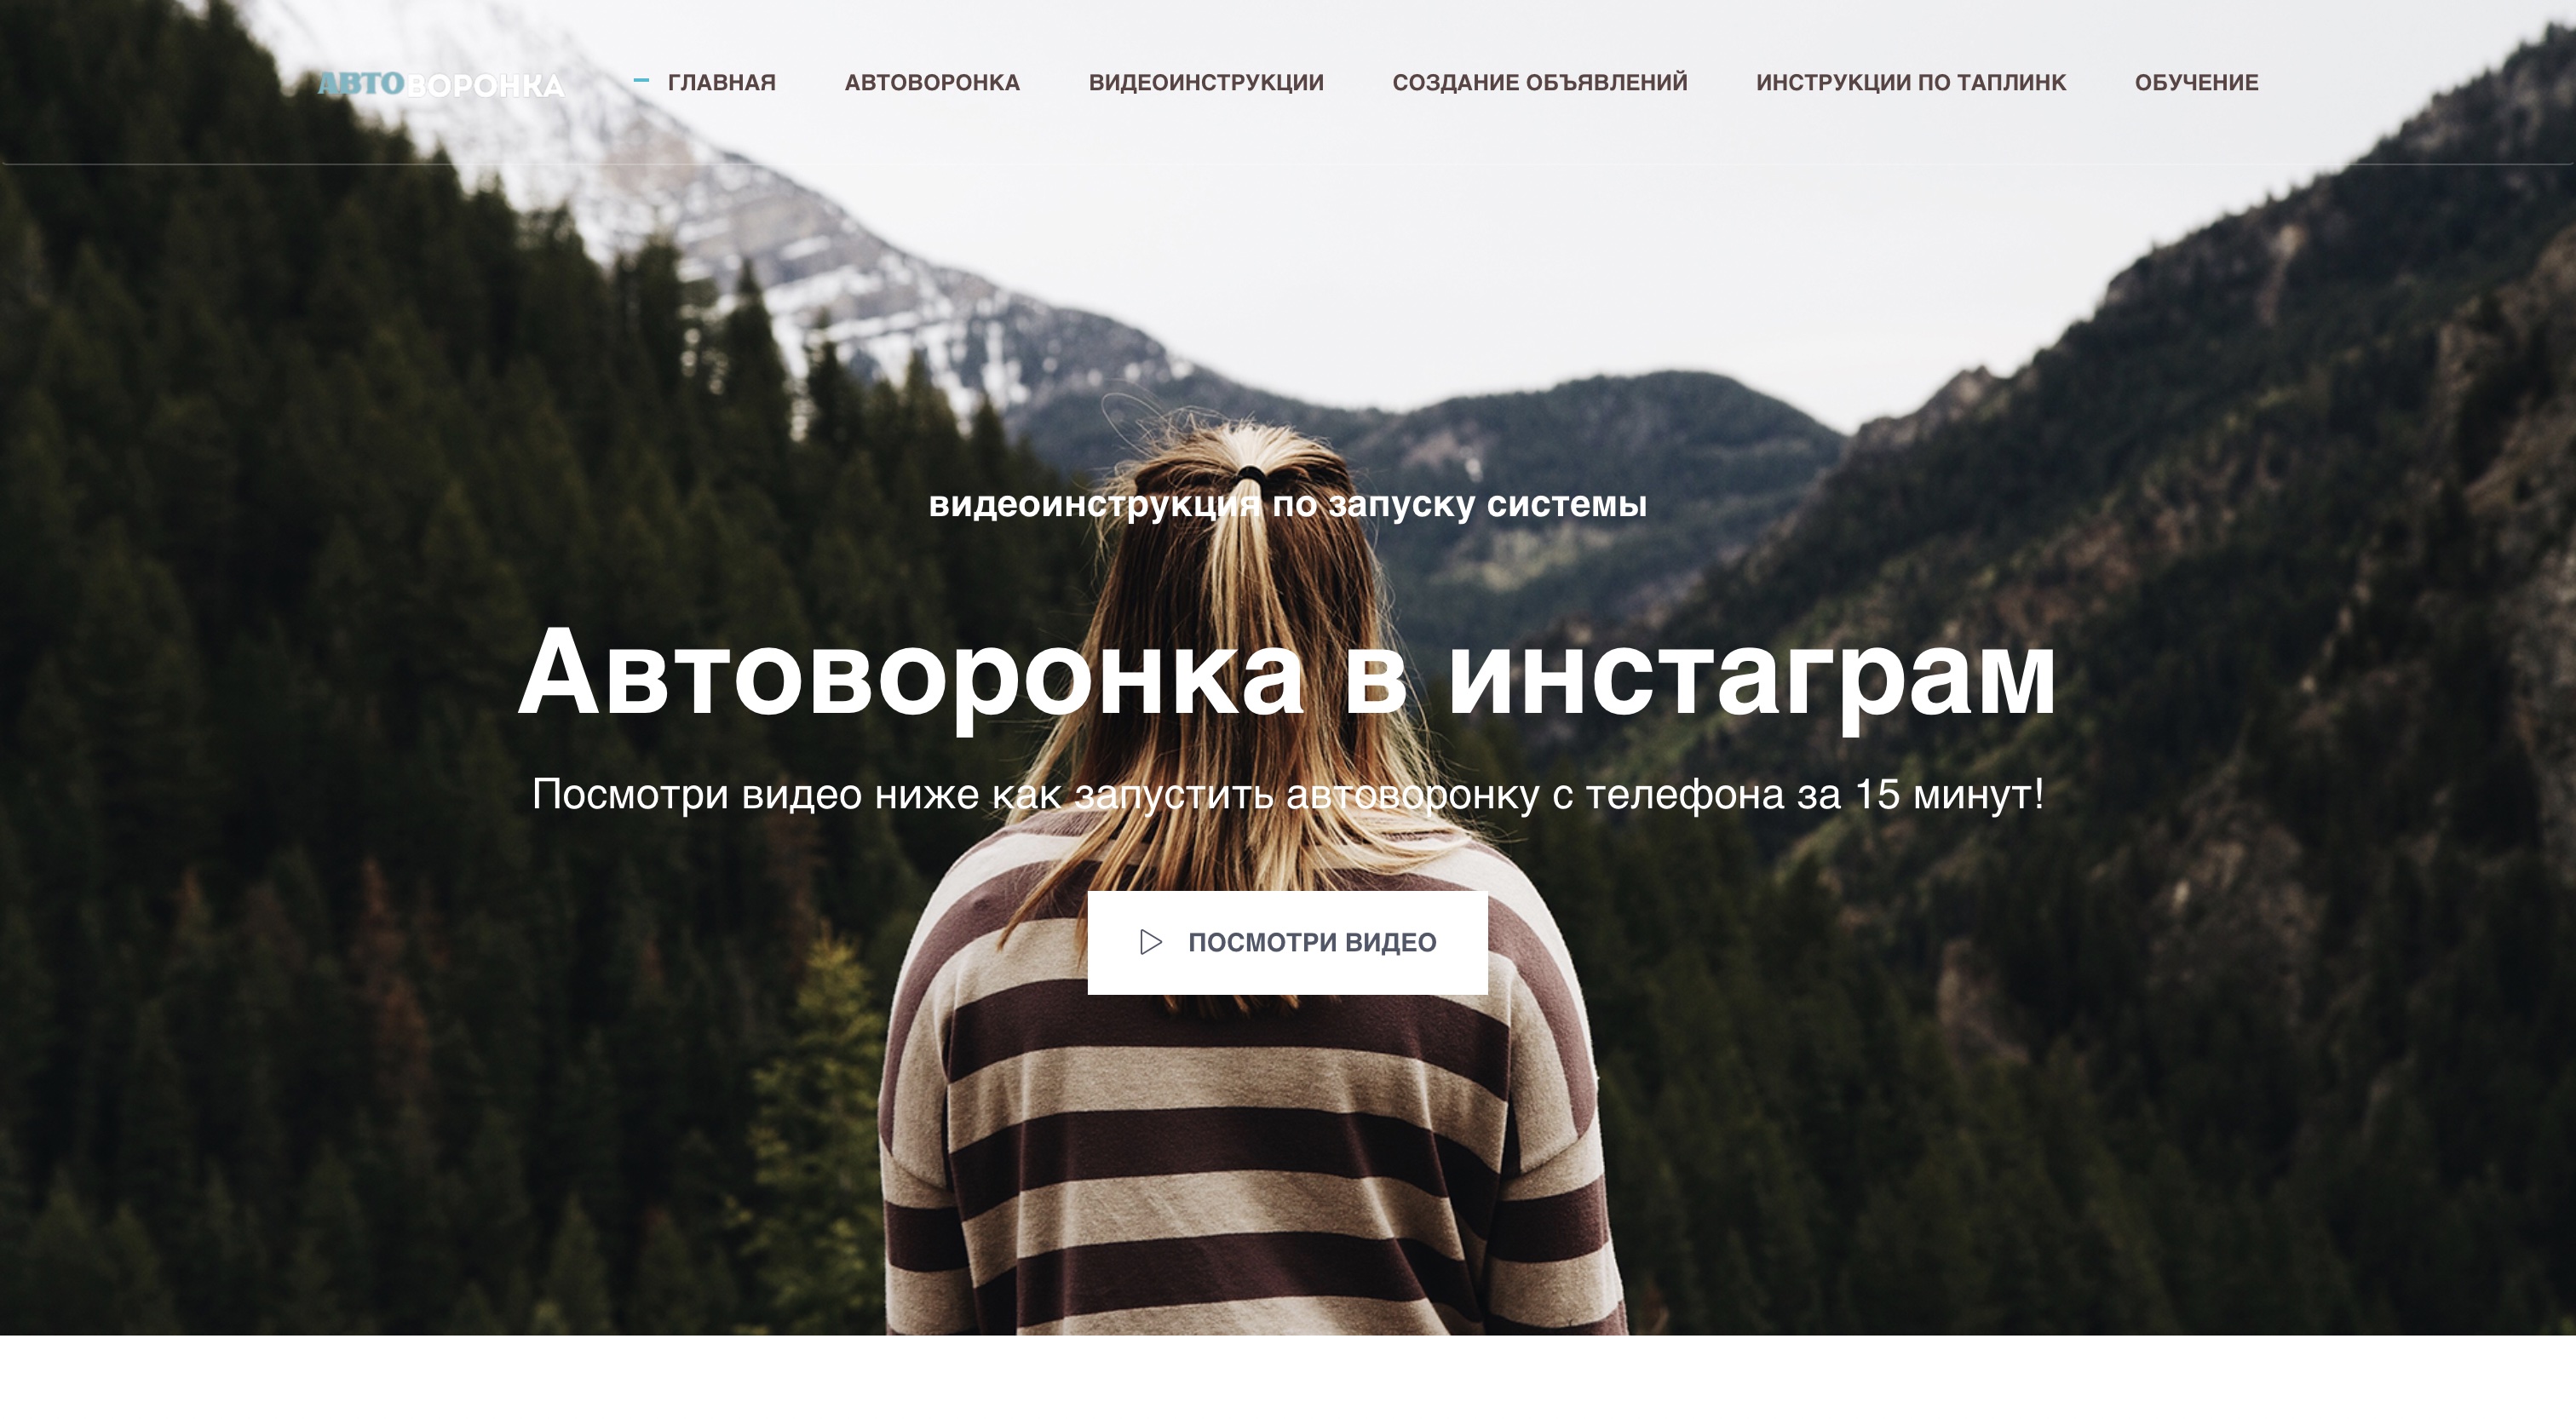 АВТОВОРОНКА
ГЛАВНАЯ АВТОВОРОНКА ВИДЕОИНСТРУКЦИИ СОЗДАНИЕ ОБЪЯВЛЕНИЙ ИНСТРУКЦИИ ПО ТАПЛИНК ОБУЧЕНИЕ
видеоинструкция по запуску системы
Автоворонка в инстаграм
Посмотри видео ниже как запустить автоворонку с телефона за 15 минут!
ПОСМОТРИ ВИДЕО